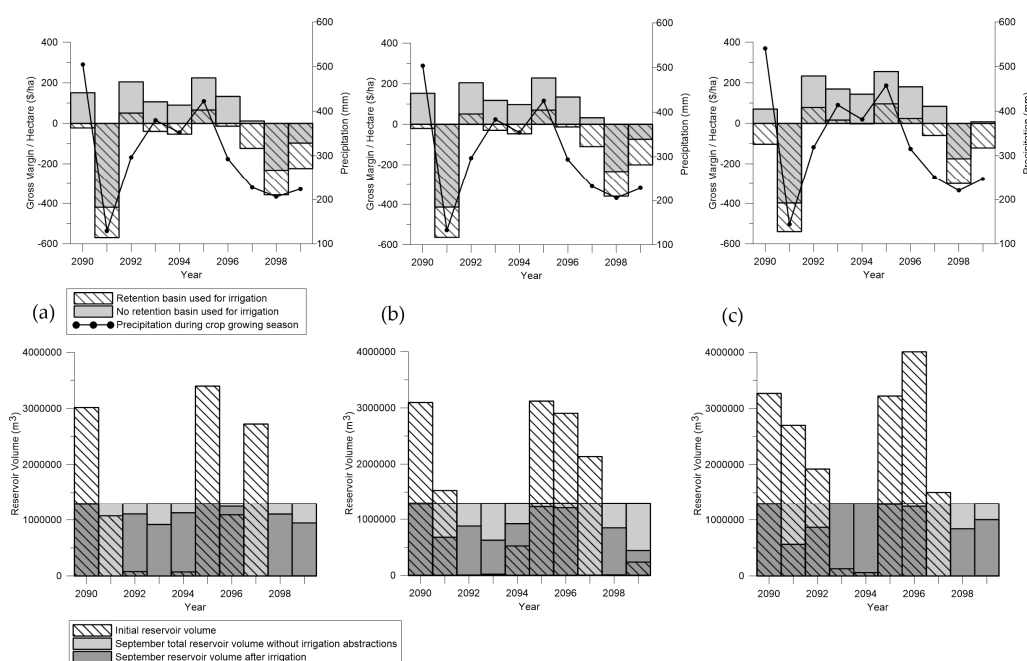 600 600 600
400 400 400
500 500 500
200 200 200
400 400 400
0 0 0
-200 300 -200 300 -200 300
-400 200 -400 200 -400 200
-600 100 -600 100 -600 100
Gross Margin / Hectare ($/ha) Precipitation (mm) Gross Margin / Hectare ($/ha) Precipitation (mm) Gross Margin / Hectare ($/ha) Precipitation (mm)
2090 2092 2094 2096 2098 2090 2092 2094 2096 2098 2090 2092 2094 2096 2098
Year Year Year
(a) (b) (c)
Retention basin used for irrigation
No retention basin used for irrigation
Precipitation during crop growing season
4000000 4000000 4000000
3000000 3000000 3000000
2000000 2000000 2000000
1000000 1000000 1000000
0 0 0
Reservoir Volume (m3) Reservoir Volume (m3) Reservoir Volume (m3)
2090 2092 2094 2096 2098 2090 2092 2094 2096 2098 2090 2092 2094 2096 2098
Year Year Year
Initial reservoir volume
September total reservoir volume without irrigation abstractions
September reservoir volume after irrigation